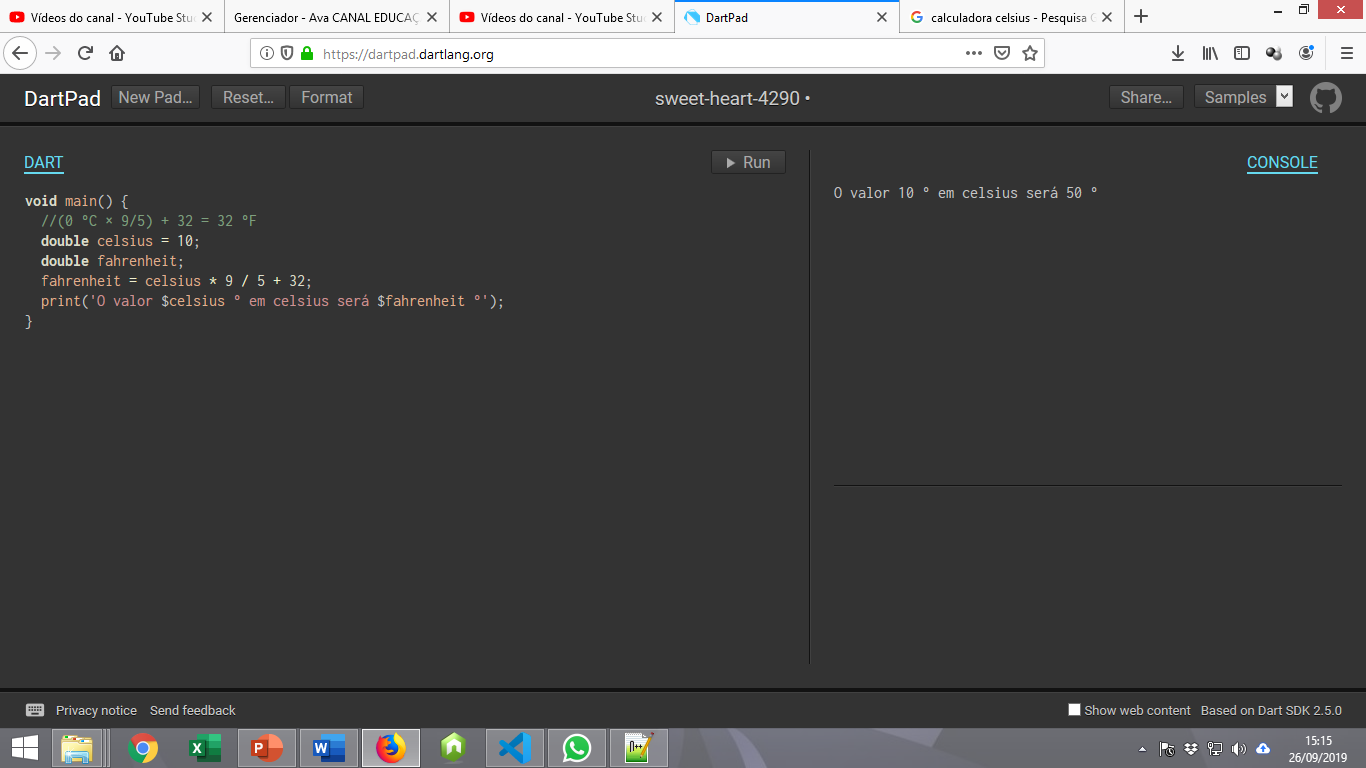 Vídeos do canal - YouTube Stu
Gerenciador - Ava CANAL EDUCAÇ
Vídeos do canal - YouTube Stu
DartPad
calculadora celsius - Pesquisa
https://dartpad.dartlang.org
DartPad
New Pad...
Reset...
Format
sweet-heart-4290 •
Share...
Samples
DART
Run
CONSOLE
void main() {
//(0 °C × 9/5) + 32 = 32 °F
double celsius = 10;
double fahrenheit;
fahrenheit = celsius * 9 / 5 + 32;
print('O valor $celsius ° em celsius será $fahrenheit °');
}
O valor 10 ° em celsius será 50 °
Privacy notice
Send feedback
Show web content
Based on Dart SDK 2.5.0
15:15
26/09/2019